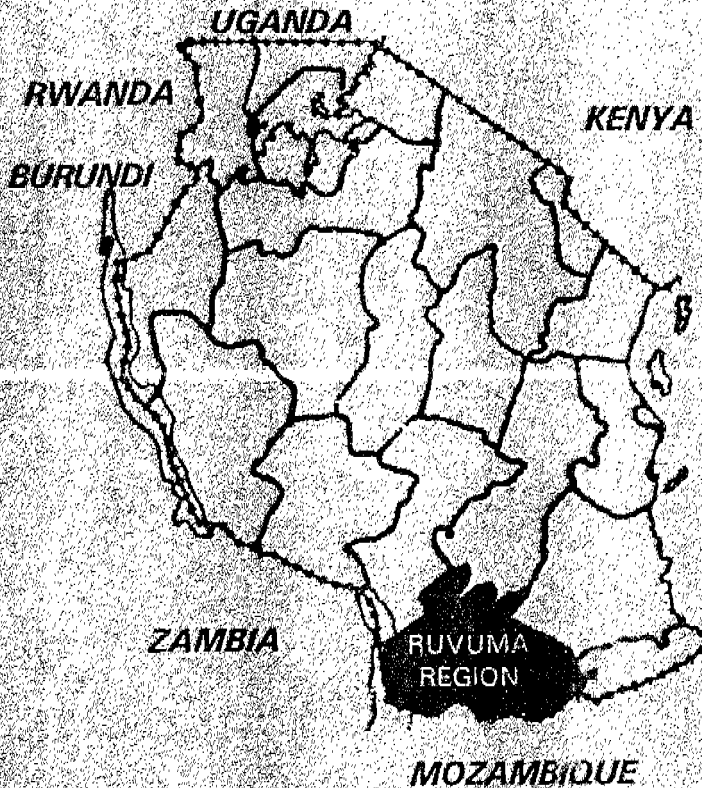 UGANDA
RWANDA
KENYA
BURUNDI
ZAMBIA
RUVUMA
REGION
MOZAMBIQUE